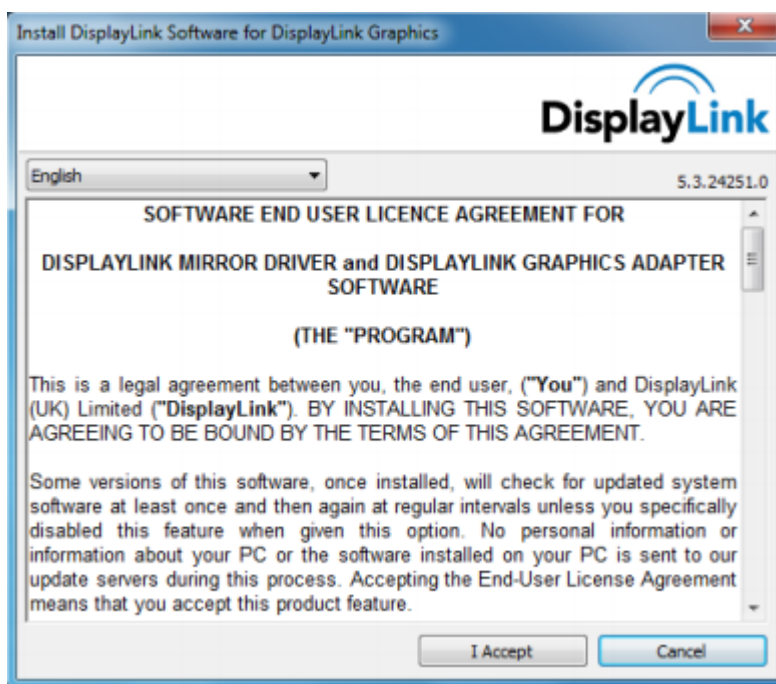 Install DisplayLink Software for DisplayLink Graphics
DisplayLink
English
5.3.24251.0
SOFTWARE END USER LICENCE AGREEMENT FOR
DISPLAYLINK MIRROR DRIVER and DISPLAYLINK GRAPHICS ADAPTER
SOFTWARE
(THE "PROGRAM")
This is a legal agreement between you, the end user, ("You") and DisplayLink
(UK) Limited ("DisplayLink"). BY INSTALLING THIS SOFTWARE, YOU ARE
AGREEING TO BE BOUND BY THE TERMS OF THIS AGREEMENT.
Some versions of this software, once installed, will check for updated system
software at least once and then again at regular intervals unless you specifically
disabled this feature when given this option. No personal information or
information about your PC or the software installed on your PC is sent to our
update servers during this process. Accepting the End-User License Agreement
means that you accept this product feature.
I Accept
Cancel